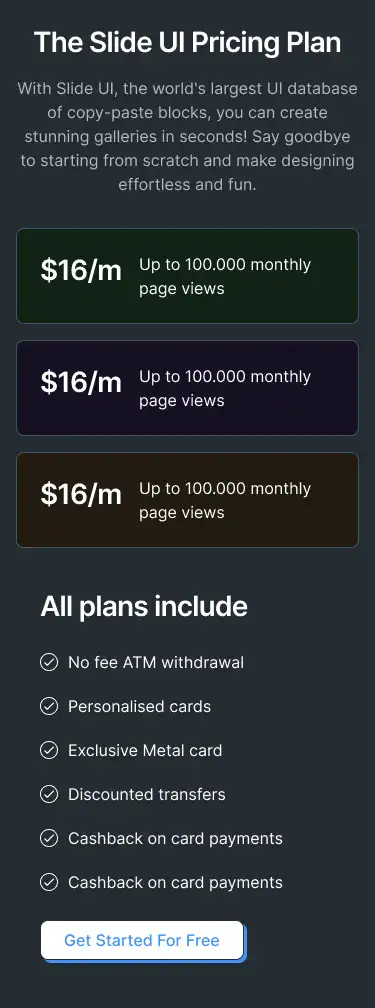 The Slide UI Pricing Plan
With Slide UI, the world's largest UI database
of copy-paste blocks, you can create
stunning galleries in seconds! Say goodbye
to starting from scratch and make designing
effortless and fun.
$16/m
Up to 100.000 monthly
page views
$16/m
Up to 100.000 monthly
page views
$16/m
Up to 100.000 monthly
page views
All plans include
No fee ATM withdrawal
Personalised cards
Exclusive Metal card
Discounted transfers
Cashback on card payments
Cashback on card payments
Get Started For Free